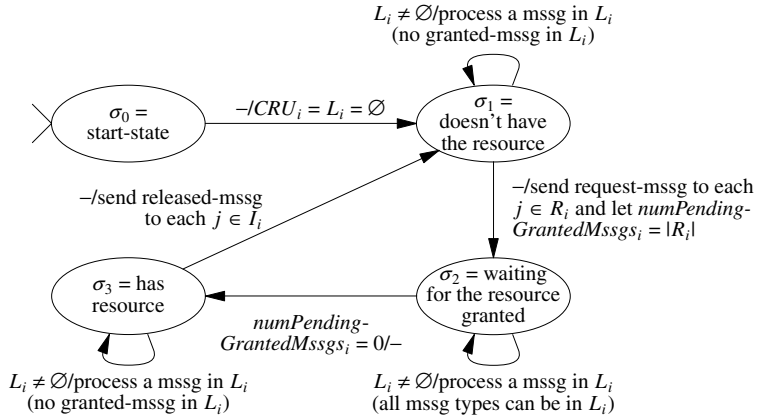 L_i ≠ ∅/process a mssg in L_i
(no granted-mssg in L_i)
σ_0 =
start-state
–/CRU_i = L_i = ∅
σ_1 =
doesn't have
the resource
–/send released-mssg
to each j ∈ I_i
–/send request-mssg to each
j ∈ R_i and let numPending-
GrantedMssgs_i = |R_i|
σ_3 = has
resource
σ_2 = waiting
for the resource
granted
numPending-
GrantedMssgs_i = 0/–
L_i ≠ ∅/process a mssg in L_i
(no granted-mssg in L_i)
L_i ≠ ∅/process a mssg in L_i
(all mssg types can be in L_i)